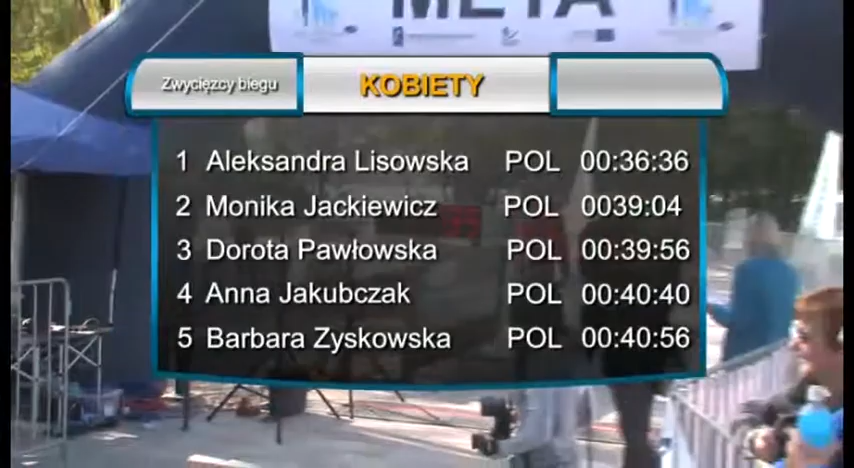 META
Zwycięzcy biegu KOBIETY
1 Aleksandra Lisowska POL 00:36:36
2 Monika Jackiewicz POL 0039:04
3 Dorota Pawłowska POL 00:39:56
4 Anna Jakubczak POL 00:40:40
5 Barbara Zyskowska POL 00:40:56